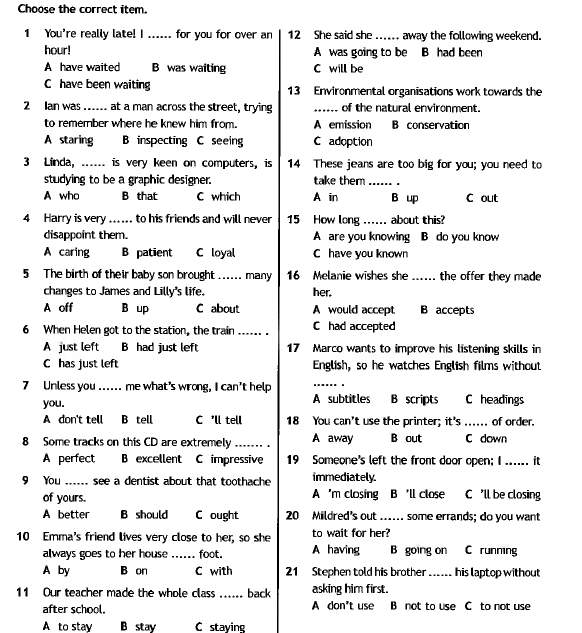 Choose the correct item.
1 You're really late! I ...... for you for over an
hour!
A have waited B was waiting
C have been waiting
2 Ian was ...... at a man across the street, trying
to remember where he knew him from.
A staring B inspecting C seeing
3 Linda, ...... is very keen on computers, is
studying to be a graphic designer.
A who B that C which
4 Harry is very ...... to his friends and will never
disappoint them.
A caring B patient C loyal
5 The birth of their baby son brought ...... many
changes to James and Lilly's life.
A off B up C about
6 When Helen got to the station, the train ...... .
A just left B had just left
C has just left
7 Unless you ...... me what's wrong, I can't help
you.
A don't tell B tell C 'll tell
8 Some tracks on this CD are extremely ....... .
A perfect B excellent C impressive
9 You ...... see a dentist about that toothache
of yours.
A better B should C ought
10 Emma's friend lives very close to her, so she
always goes to her house ...... foot.
A by B on C with
11 Our teacher made the whole class ...... back
after school.
A to stay B stay C staying
12 She said she ...... away the following weekend.
A was going to be B had been
C will be
13 Environmental organisations work towards the
...... of the natural environment.
A emission B conservation
C adoption
14 These jeans are too big for you; you need to
take them ...... .
A in B up C out
15 How long ...... about this?
A are you knowing B do you know
C have you known
16 Melanie wishes she ...... the offer they made
her.
A would accept B accepts
C had accepted
17 Marco wants to improve his listening skills in
English, so he watches English films without
...... .
A subtitles B scripts C headings
18 You can't use the printer; it's ...... of order.
A away B out C down
19 Someone's left the front door open; I ...... it
immediately.
A 'm closing B 'll close C 'll be closing
20 Mildred's out ...... some errands; do you want
to wait for her?
A having B going on C running
21 Stephen told his brother ...... his laptop without
asking him first.
A don't use B not to use C to not use